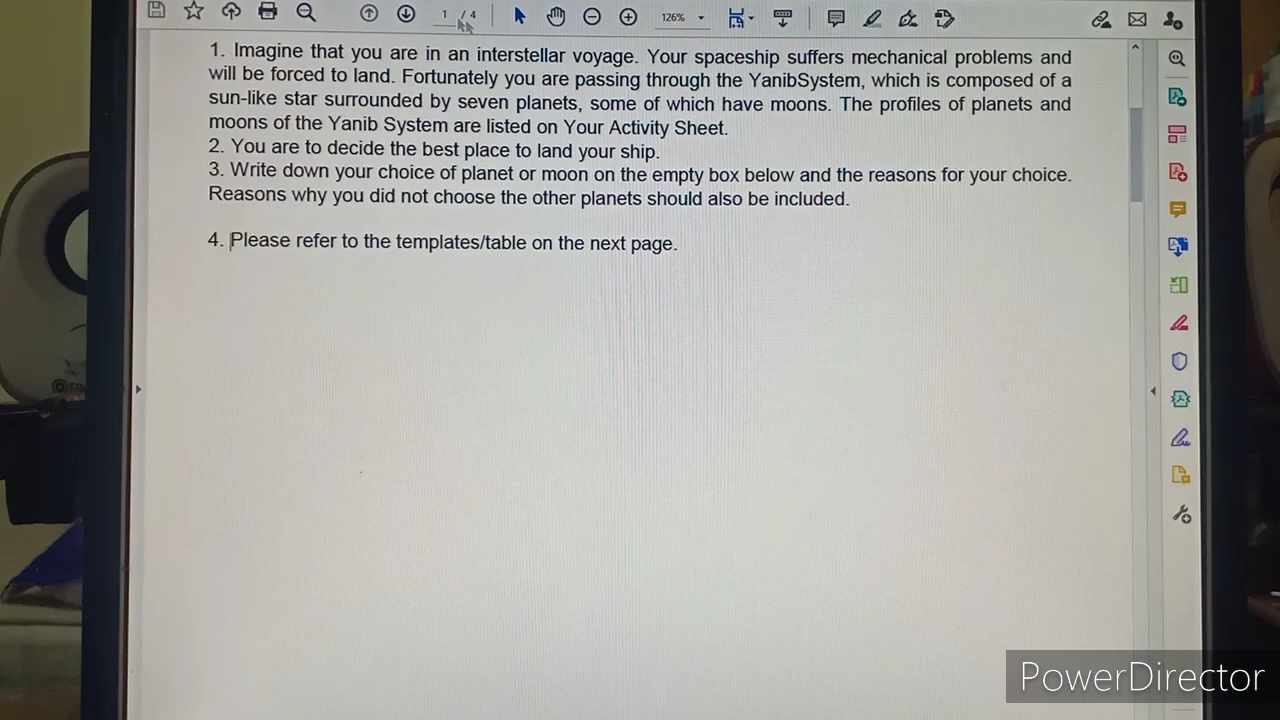 1 / 4
126%
1. Imagine that you are in an interstellar voyage. Your spaceship suffers mechanical problems and
will be forced to land. Fortunately you are passing through the YanibSystem, which is composed of a
sun-like star surrounded by seven planets, some of which have moons. The profiles of planets and
moons of the Yanib System are listed on Your Activity Sheet.
2. You are to decide the best place to land your ship.
3. Write down your choice of planet or moon on the empty box below and the reasons for your choice.
Reasons why you did not choose the other planets should also be included.
4. Please refer to the templates/table on the next page.
PowerDirector